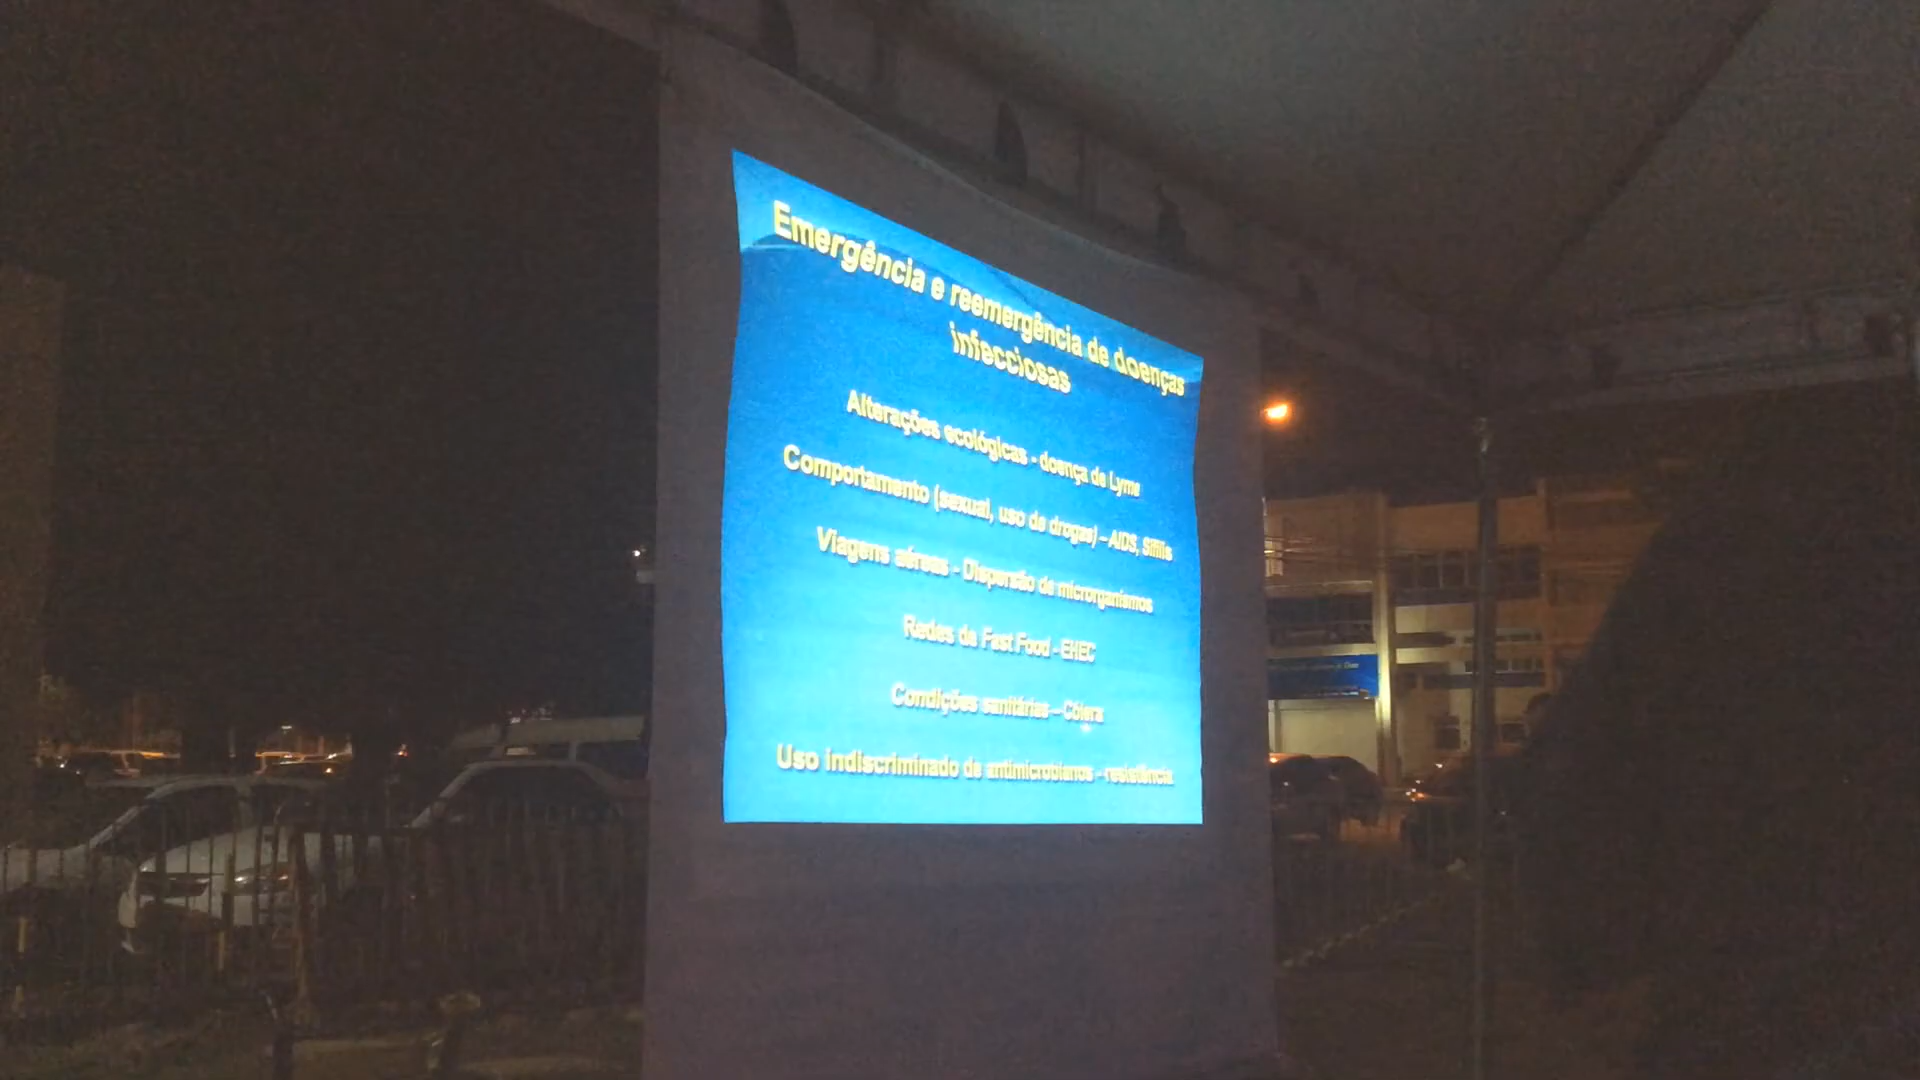 Emergência e reemergência de doenças
infecciosas
Alterações ecológicas - doença de Lyme
Comportamento (sexual, uso de drogas) - AIDS, Sífilis
Viagens aéreas - Dispersão de microrganismos
Redes de Fast Food - EHEC
Condições sanitárias - Cólera
Uso indiscriminado de antimicrobianos - resistência